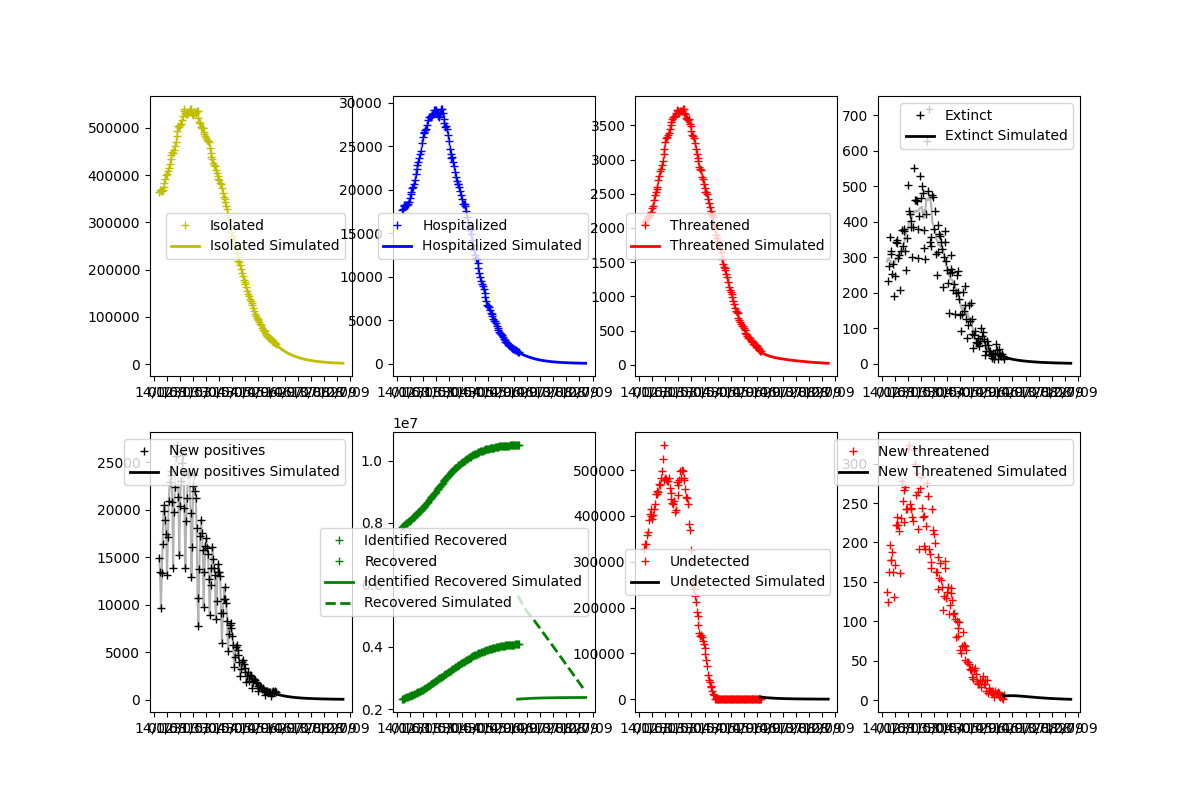 500000
400000
300000
200000
100000
0
Isolated
Isolated Simulated
30000
25000
20000
15000
10000
5000
0
Hospitalized
Hospitalized Simulated
3500
3000
2500
2000
1500
1000
500
0
Threatened
Threatened Simulated
700
600
500
400
300
200
100
0
Extinct
Extinct Simulated
25000
20000
15000
10000
5000
0
New positives
New positives Simulated
1e7
1.0
0.8
0.4
0.2
Identified Recovered
Recovered
Identified Recovered Simulated
Recovered Simulated
500000
400000
300000
200000
100000
0
Undetected
Undetected Simulated
300
250
200
150
100
50
0
New threatened
New Threatened Simulated